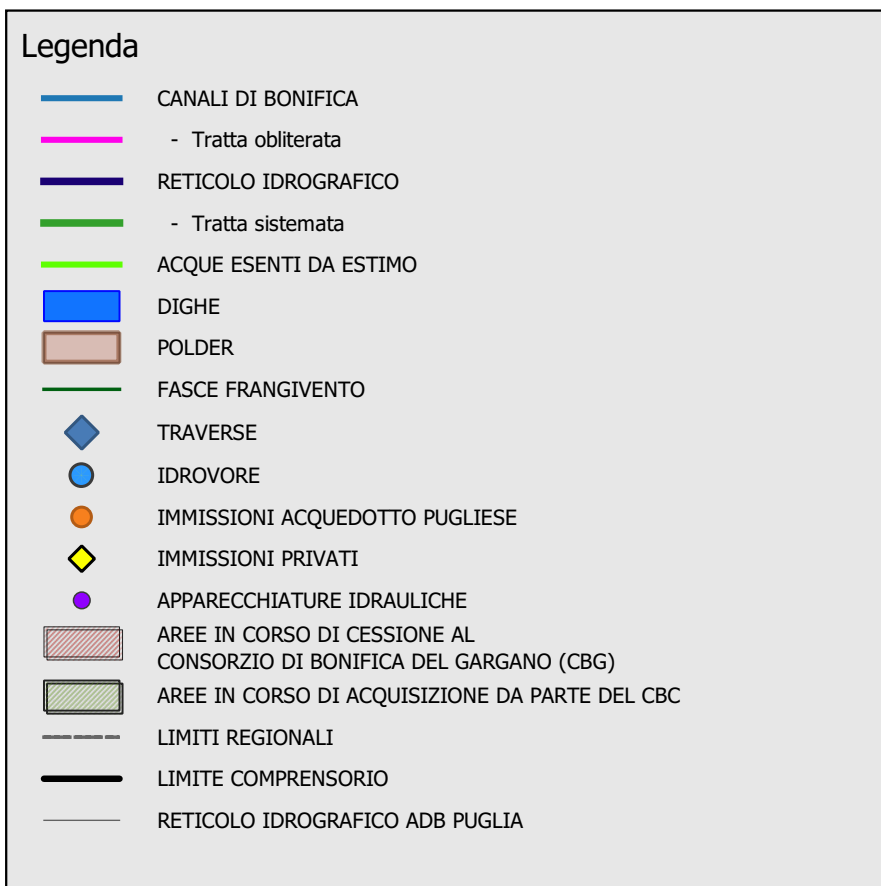 Legenda
CANALI DI BONIFICA
- Tratta obliterata
RETICOLO IDROGRAFICO
- Tratta sistemata
ACQUE ESENTI DA ESTIMO
DIGHE
POLDER
FASCE FRANGIVENTO
TRAVERSE
IDROVORE
IMMISSIONI ACQUEDOTTO PUGLIESE
IMMISSIONI PRIVATI
APPARECCHIATURE IDRAULICHE
AREE IN CORSO DI CESSIONE AL
CONSORZIO DI BONIFICA DEL GARGANO (CBG)
AREE IN CORSO DI ACQUISIZIONE DA PARTE DEL CBC
LIMITI REGIONALI
LIMITE COMPRENSORIO
RETICOLO IDROGRAFICO ADB PUGLIA